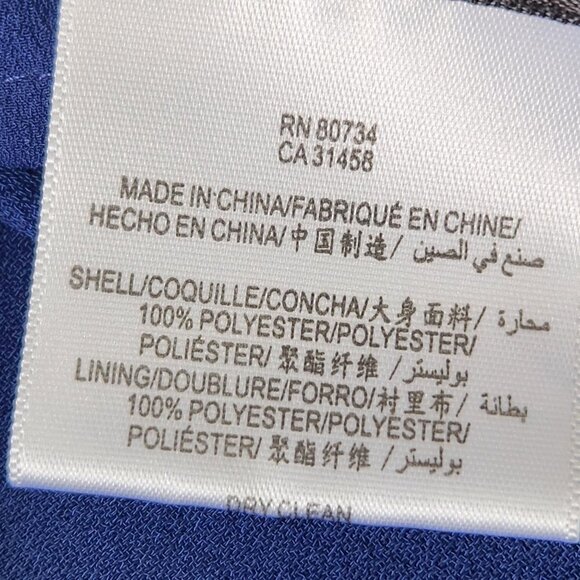 RN 80734
CA 31458
MADE IN CHINA/FABRIQUÉ EN CHINE/
HECHO EN CHINA/中国制造/ صنع في الصين
SHELL/COQUILLE/CONCHA/大身面料/ محارة/
100% POLYESTER/POLYESTER/
POLIÉSTER/ 聚酯纤维 / بوليستر
LINING/DOUBLURE/FORRO/衬里布/ بطانة/
100% POLYESTER/POLYESTER/
POLIÉSTER/ 聚酯纤维 / بوليستر
DRY CLEAN